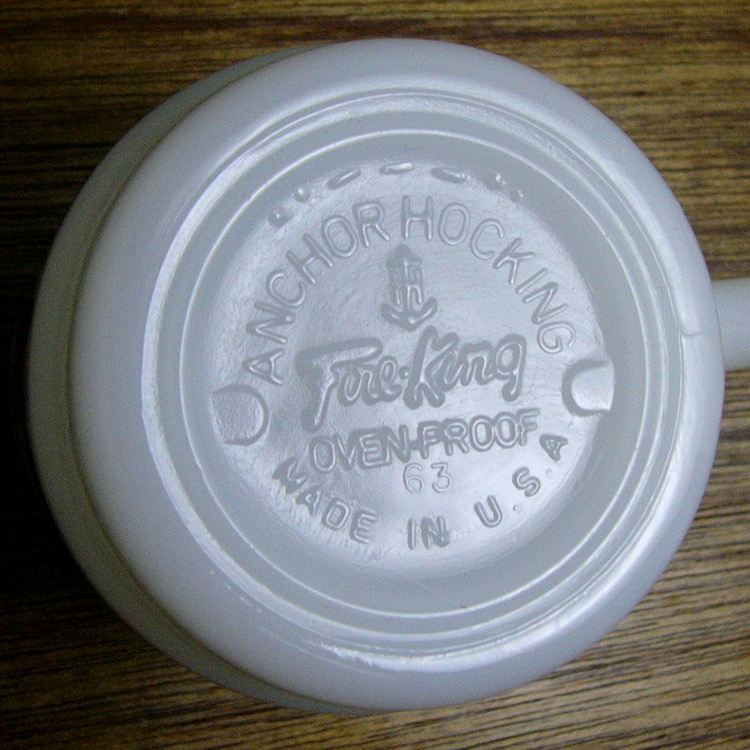 ANCHOR HOCKING
Fire-King
OVEN-PROOF
63
MADE IN U.S.A